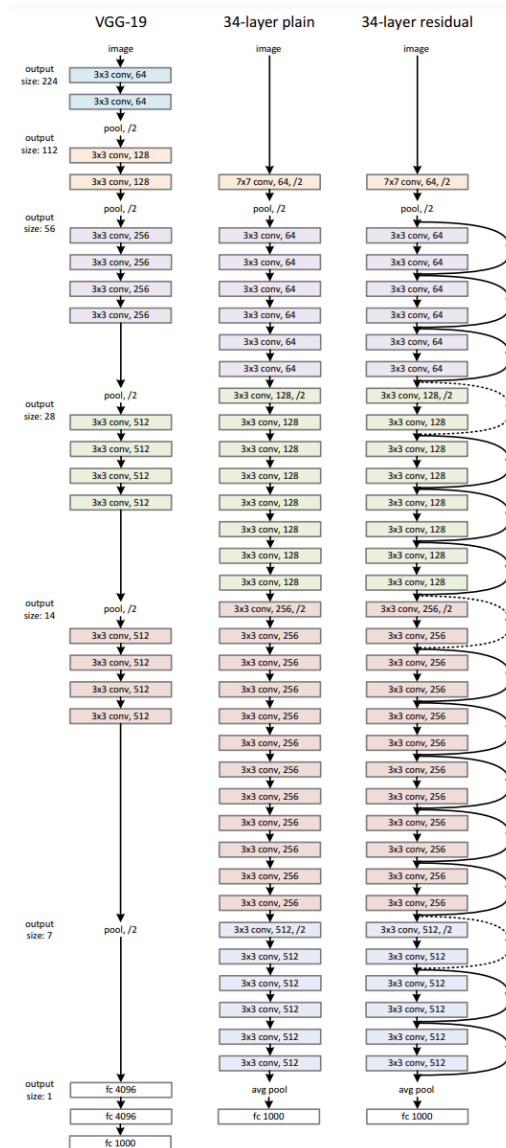 output
size: 224
output
size: 112
output
size: 56
output
size: 28
output
size: 14
output
size: 7
output
size: 1
VGG-19
image
3x3 conv, 64
3x3 conv, 64
pool, /2
3x3 conv, 128
3x3 conv, 128
pool, /2
3x3 conv, 256
3x3 conv, 256
3x3 conv, 256
3x3 conv, 256
pool, /2
3x3 conv, 512
3x3 conv, 512
3x3 conv, 512
3x3 conv, 512
pool, /2
3x3 conv, 512
3x3 conv, 512
3x3 conv, 512
3x3 conv, 512
pool, /2
fc 4096
fc 4096
fc 1000
34-layer plain
image
7x7 conv, 64, /2
pool, /2
3x3 conv, 64
3x3 conv, 64
3x3 conv, 64
3x3 conv, 64
3x3 conv, 64
3x3 conv, 64
3x3 conv, 128, /2
3x3 conv, 128
3x3 conv, 128
3x3 conv, 128
3x3 conv, 128
3x3 conv, 128
3x3 conv, 128
3x3 conv, 128
3x3 conv, 256, /2
3x3 conv, 256
3x3 conv, 256
3x3 conv, 256
3x3 conv, 256
3x3 conv, 256
3x3 conv, 256
3x3 conv, 256
3x3 conv, 256
3x3 conv, 256
3x3 conv, 256
3x3 conv, 256
3x3 conv, 512, /2
3x3 conv, 512
3x3 conv, 512
3x3 conv, 512
3x3 conv, 512
3x3 conv, 512
avg pool
fc 1000
34-layer residual
image
7x7 conv, 64, /2
pool, /2
3x3 conv, 64
3x3 conv, 64
3x3 conv, 64
3x3 conv, 64
3x3 conv, 64
3x3 conv, 64
3x3 conv, 128, /2
3x3 conv, 128
3x3 conv, 128
3x3 conv, 128
3x3 conv, 128
3x3 conv, 128
3x3 conv, 128
3x3 conv, 128
3x3 conv, 256, /2
3x3 conv, 256
3x3 conv, 256
3x3 conv, 256
3x3 conv, 256
3x3 conv, 256
3x3 conv, 256
3x3 conv, 256
3x3 conv, 256
3x3 conv, 256
3x3 conv, 256
3x3 conv, 256
3x3 conv, 512, /2
3x3 conv, 512
3x3 conv, 512
3x3 conv, 512
3x3 conv, 512
3x3 conv, 512
avg pool
fc 1000